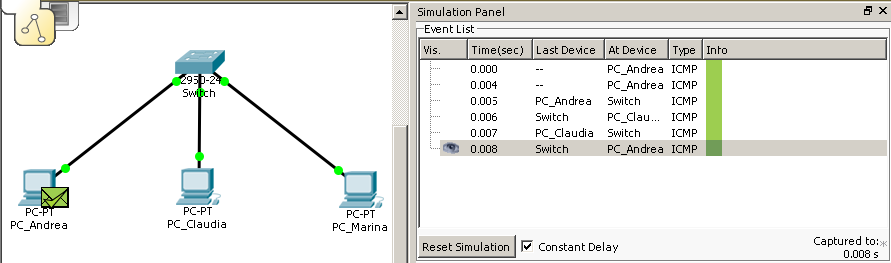 2950-24
Switch
PC-PT
PC_Andrea
PC-PT
PC_Claudia
PC-PT
PC_Marina
Simulation Panel
Event List
Vis. Time(sec) Last Device At Device Type Info
0.000 -- PC_Andrea ICMP
0.004 -- PC_Andrea ICMP
0.005 PC_Andrea Switch ICMP
0.006 Switch PC_Clau... ICMP
0.007 PC_Claudia Switch ICMP
0.008 Switch PC_Andrea ICMP
Reset Simulation Constant Delay Captured to:*
0.008 s